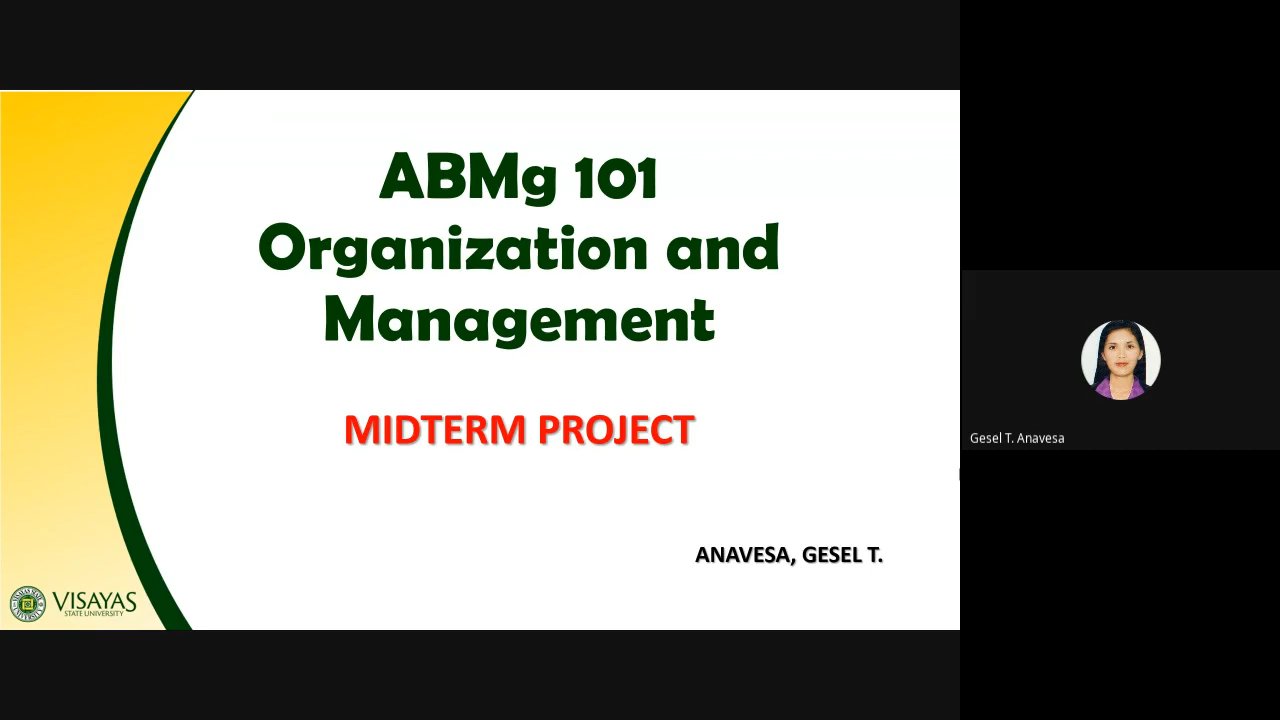 ABMg 101
Organization and
Management
MIDTERM PROJECT
ANAVESA, GESEL T.
VISAYAS
STATE UNIVERSITY
Gesel T. Anavesa